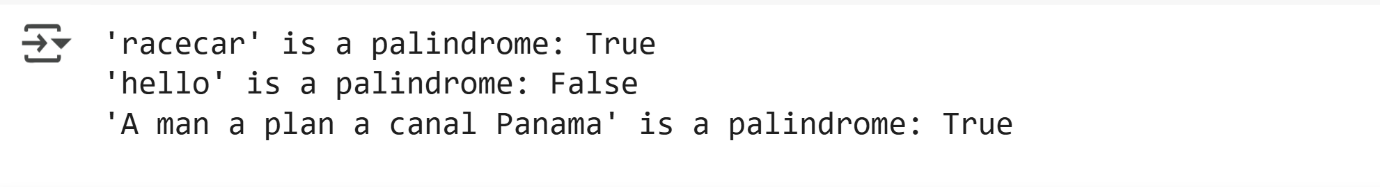 'racecar' is a palindrome: True
'hello' is a palindrome: False
'A man a plan a canal Panama' is a palindrome: True